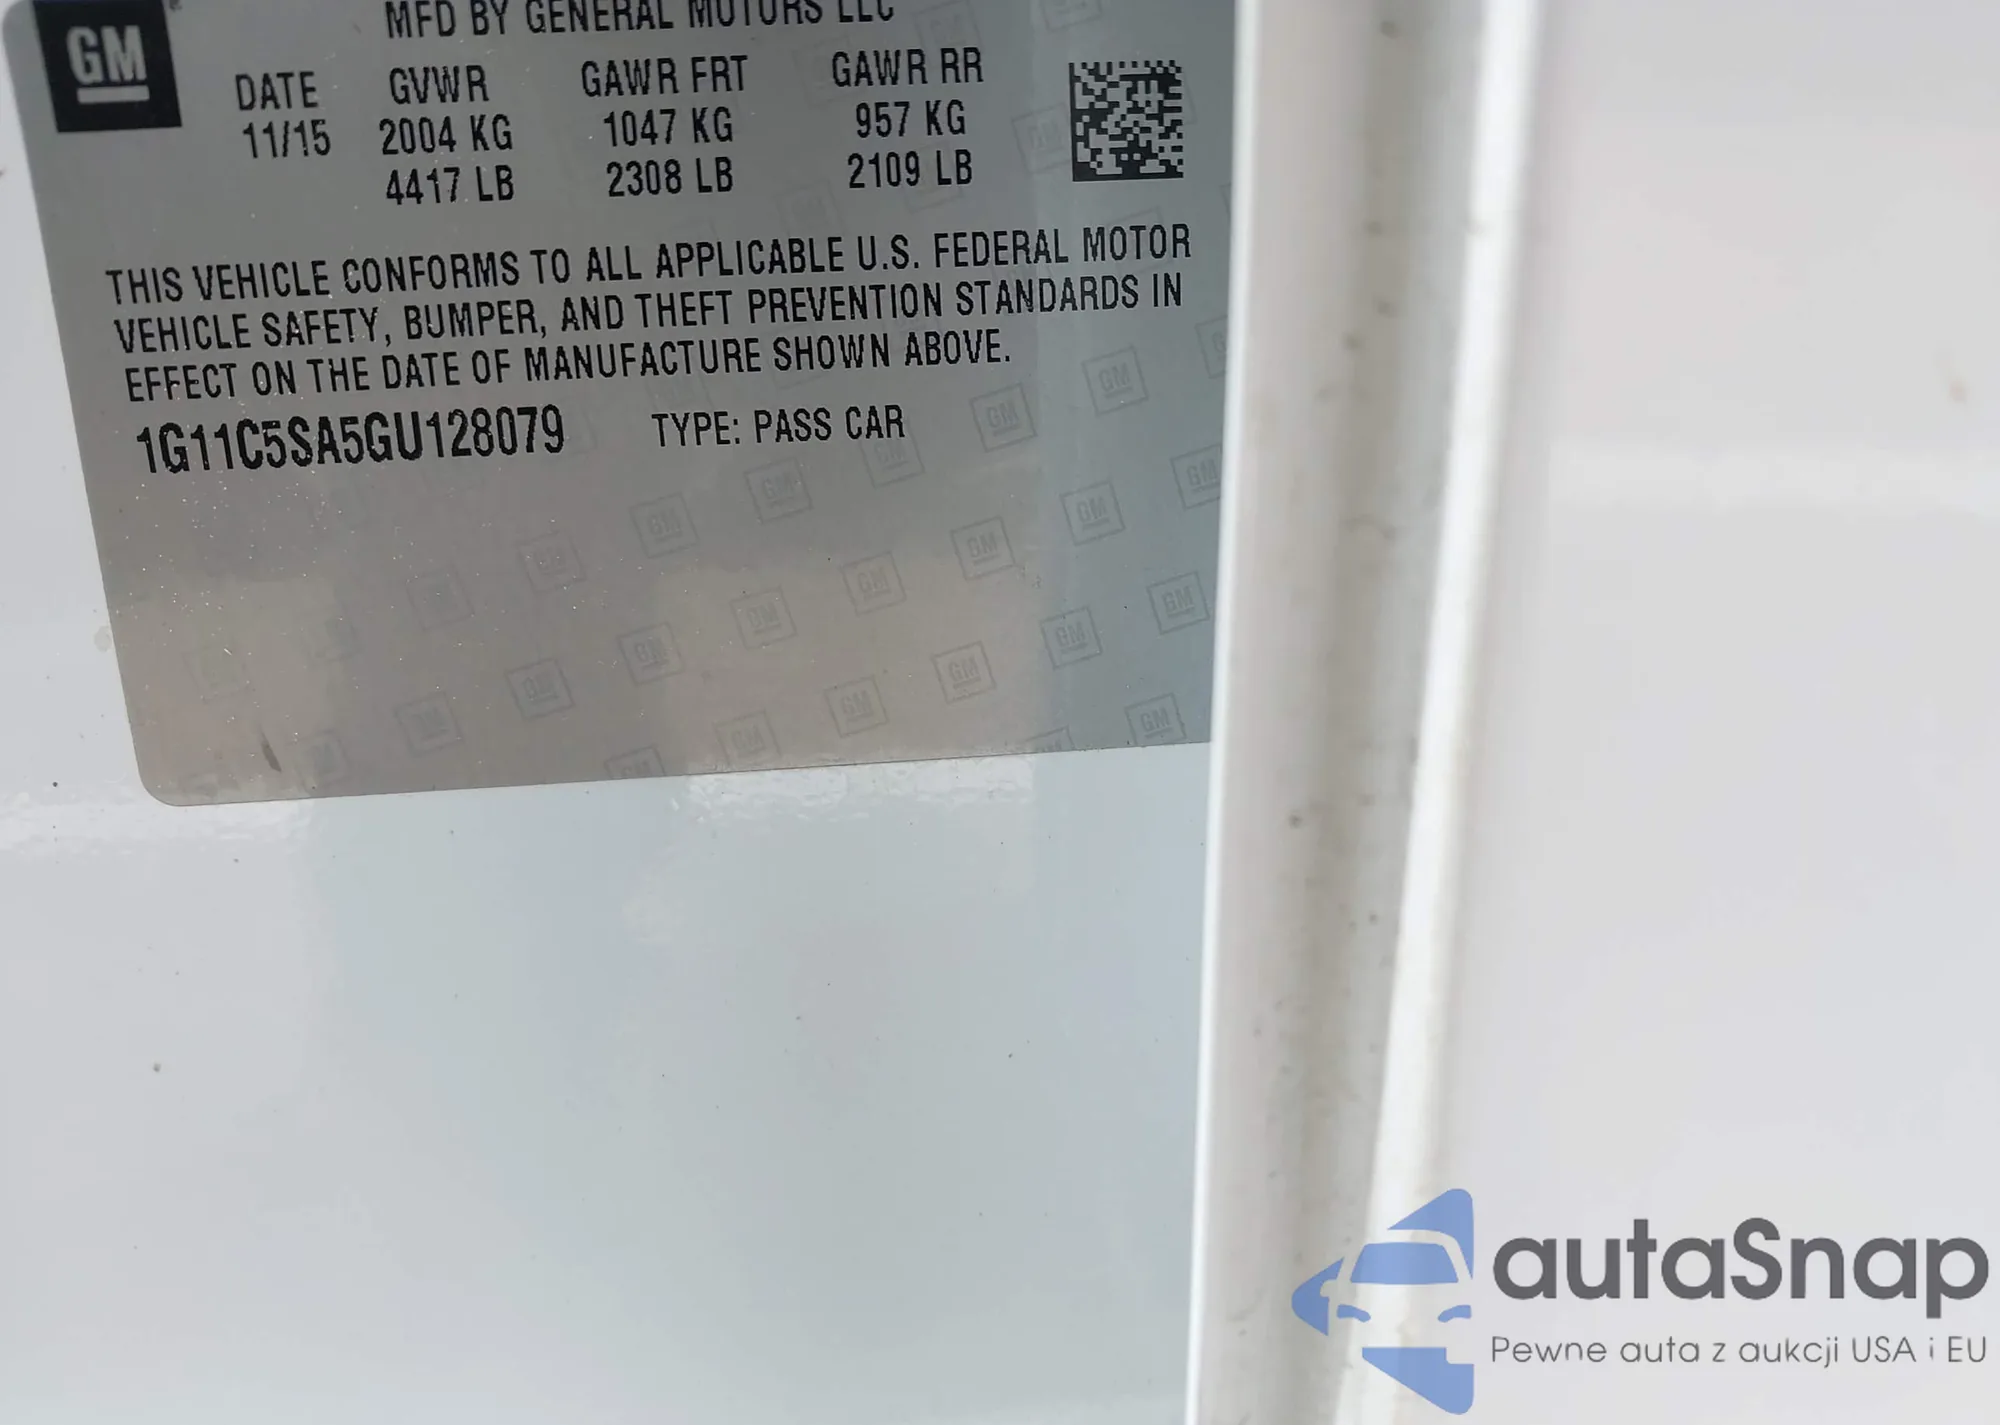 GM
MFD BY GENERAL MOTORS LLC
DATE GVWR GAWR FRT GAWR RR
11/15 2004 KG 1047 KG 957 KG
4417 LB 2308 LB 2109 LB
THIS VEHICLE CONFORMS TO ALL APPLICABLE U.S. FEDERAL MOTOR
VEHICLE SAFETY, BUMPER, AND THEFT PREVENTION STANDARDS IN
EFFECT ON THE DATE OF MANUFACTURE SHOWN ABOVE.
1G11C5SA5GU128079 TYPE: PASS CAR
autaSnap
Pewne auta z aukcji USA i EU